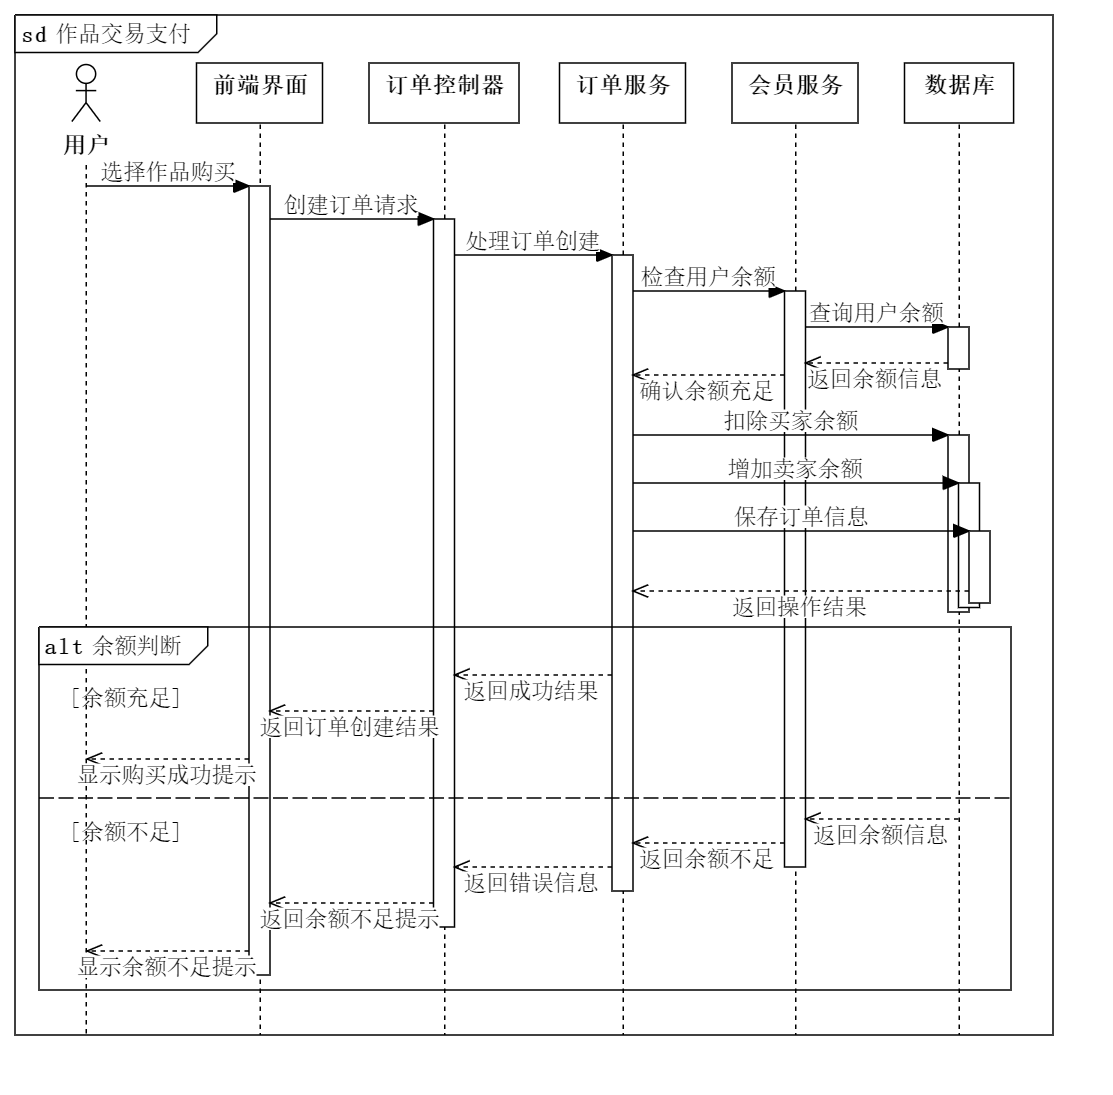 sd 作品交易支付
前端界面
订单控制器
订单服务
会员服务
数据库
用户
选择作品购买
创建订单请求
处理订单创建
检查用户余额
查询用户余额
返回余额信息
确认余额充足
扣除买家余额
增加卖家余额
保存订单信息
返回操作结果
alt 余额判断
[余额充足]
返回成功结果
返回订单创建结果
显示购买成功提示
[余额不足]
返回余额信息
返回余额不足
返回错误信息
返回余额不足提示
显示余额不足提示